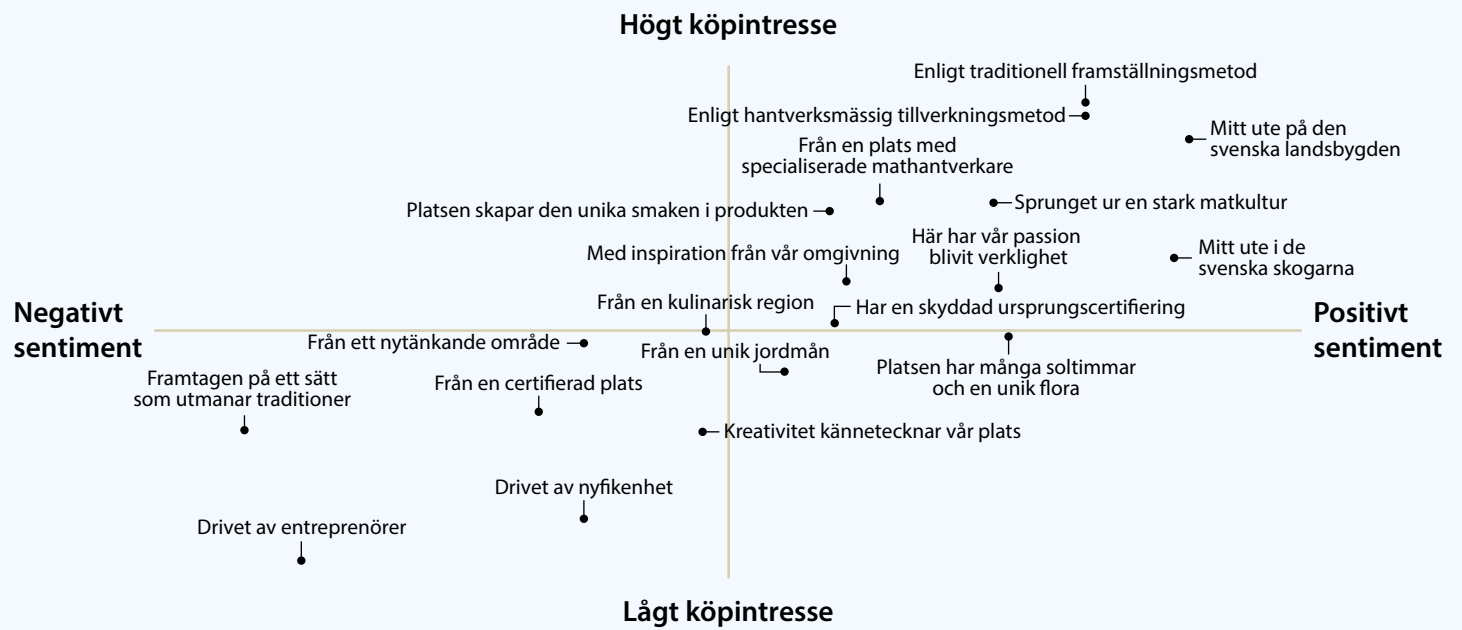 Högt köpintresse
Enligt traditionell framställningsmetod
Enligt hantverksmässig tillverkningsmetod
Mitt ute på den
svenska landsbygden
Från en plats med
specialiserade mathantverkare
Platsen skapar den unika smaken i produkten
Sprunget ur en stark matkultur
Med inspiration från vår omgivning
Här har vår passion
blivit verklighet
Mitt ute i de
svenska skogarna
Från en kulinarisk region
Har en skyddad ursprungscertifiering
Negativt
sentiment
Positivt
sentiment
Från ett nytänkande område
Från en unik jordmån
Platsen har många soltimmar
och en unik flora
Framtagen på ett sätt
som utmanar traditioner
Från en certifierad plats
Kreativitet kännetecknar vår plats
Drivet av nyfikenhet
Drivet av entreprenörer
Lågt köpintresse